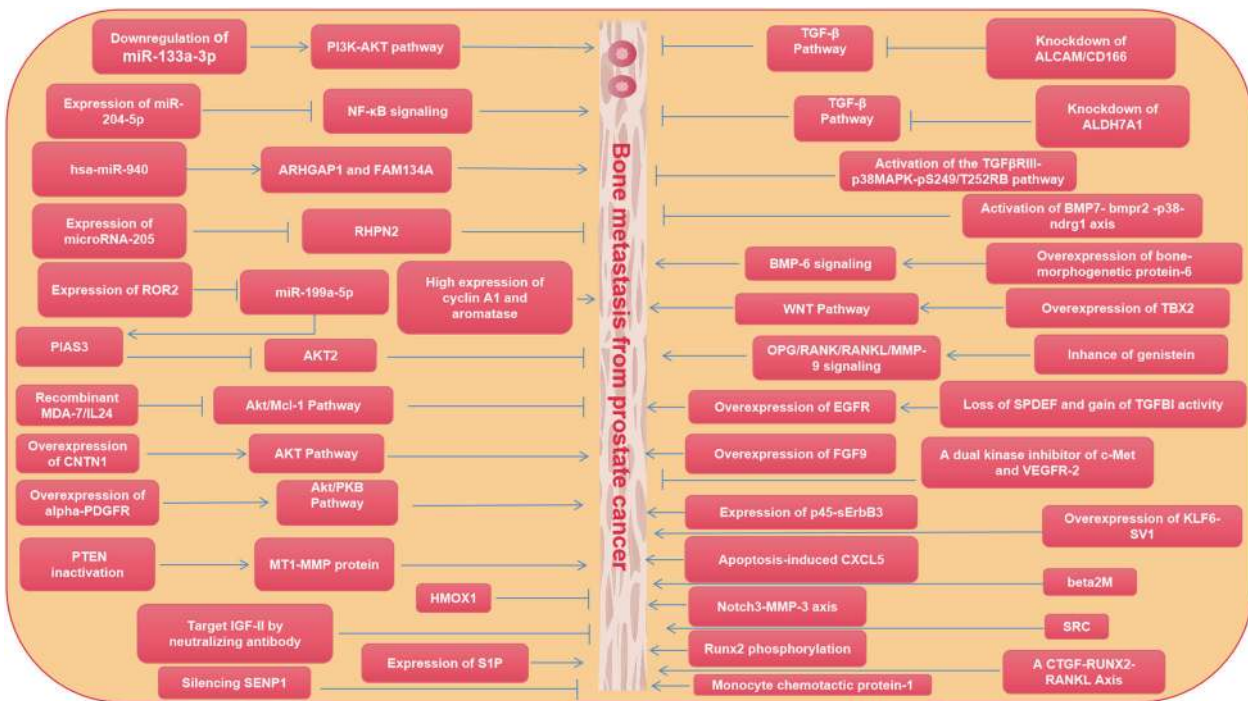 Downregulation of
miR-133a-3p
PI3K-AKT pathway
Expression of miR-
204-5p
NF-κB signaling
hsa-miR-940
ARHGAP1 and FAM134A
Expression of
microRNA-205
RHPN2
Expression of ROR2
miR-199a-5p
High expression of
cyclin A1 and
aromatase
PIAS3
AKT2
Recombinant
MDA-7/IL24
Akt/Mcl-1 Pathway
Overexpression
of CNTN1
AKT Pathway
Overexpression of
alpha-PDGFR
Akt/PKB
Pathway
PTEN
inactivation
MT1-MMP protein
HMOX1
Target IGF-II by
neutralizing antibody
Expression of S1P
Silencing SENP1
Bone metastasis from prostate cancer
TGF-β
Pathway
Knockdown of
ALCAM/CD166
TGF-β
Pathway
Knockdown of
ALDH7A1
Activation of the TGFβRIII-
p38MAPK-pS249/T252RB pathway
Activation of BMP7- bmpr2 -p38-
ndrg1 axis
BMP-6 signaling
Overexpression of bone-
morphogenetic protein-6
WNT Pathway
Overexpression of TBX2
OPG/RANK/RANKL/MMP-
9 signaling
Inhance of genistein
Overexpression of EGFR
Loss of SPDEF and gain of TGFBI activity
Overexpression of FGF9
A dual kinase inhibitor of c-Met
and VEGFR-2
Expression of p45-sErbB3
Overexpression of KLF6-
SV1
Apoptosis-induced CXCL5
beta2M
Notch3-MMP-3 axis
SRC
Runx2 phosphorylation
A CTGF-RUNX2-
RANKL Axis
Monocyte chemotactic protein-1